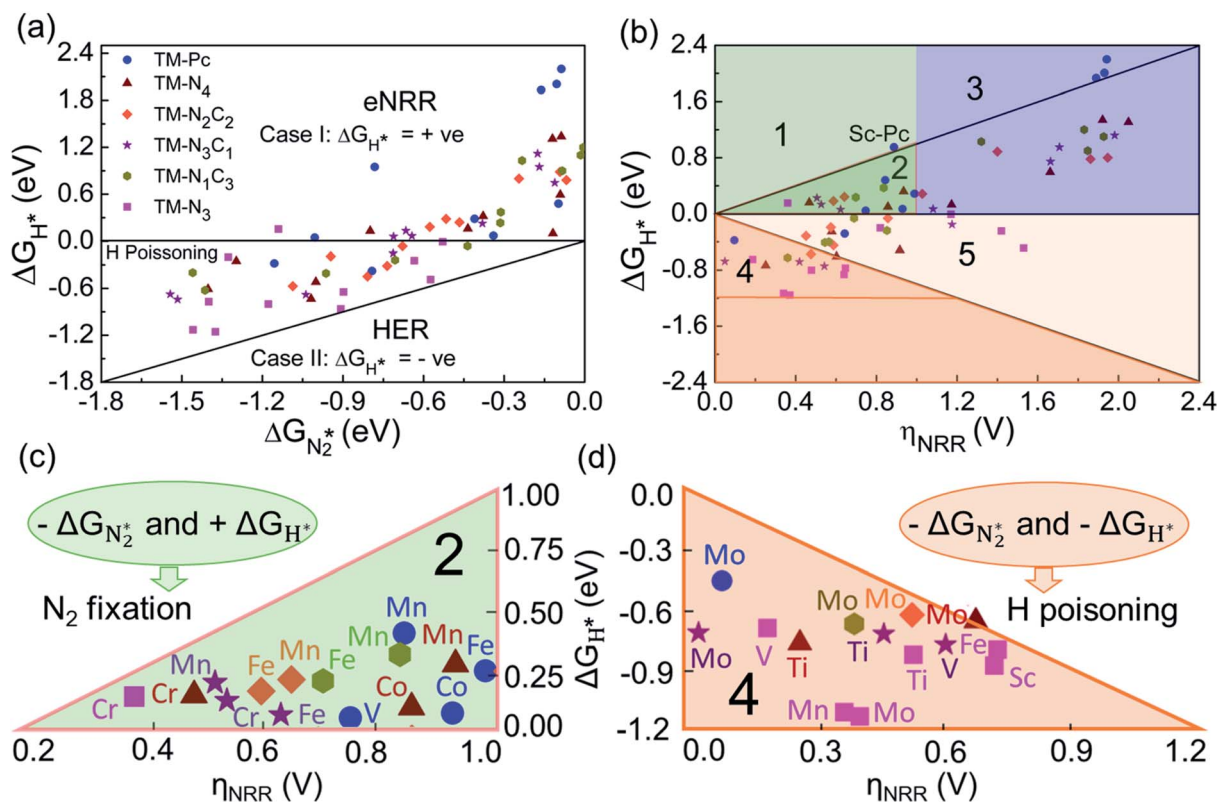 (a)
2.4
1.8
1.2
0.6
0.0
-0.6
-1.2
-1.8
ΔG_H* (eV)
TM-Pc
TM-N₄
TM-N₂C₂
TM-N₃C₁
TM-N₁C₃
TM-N₃
eNRR
Case I: ΔG_H* = + ve
H Poissoning
HER
Case II: ΔG_H* = - ve
-1.8 -1.5 -1.2 -0.9 -0.6 -0.3 0.0
ΔG_N₂* (eV)
(b)
2.4
1.2
0.0
-1.2
-2.4
ΔG_H* (eV)
1
3
Sc-Pc
2
4
5
0.0 0.4 0.8 1.2 1.6 2.0 2.4
η_NRR (V)
(c)
- ΔG_N₂* and + ΔG_H*
N₂ fixation
2
1.00
0.75
0.50
0.25
0.00
ΔG_H* (eV)
Mn
Mn
Mn
Fe
Mn
Fe
Fe
Mn
Cr
Co
Co
Cr
Cr
Fe
V
0.2 0.4 0.6 0.8 1.0
η_NRR (V)
(d)
0.0
-0.3
-0.6
-0.9
-1.2
- ΔG_N₂* and - ΔG_H*
H poisoning
4
Mo
Mo
Mo
Mo
Mo
V
Ti
Ti
Ti
V
Fe
Sc
Mn
Mo
0.0 0.3 0.6 0.9 1.2
η_NRR (V)